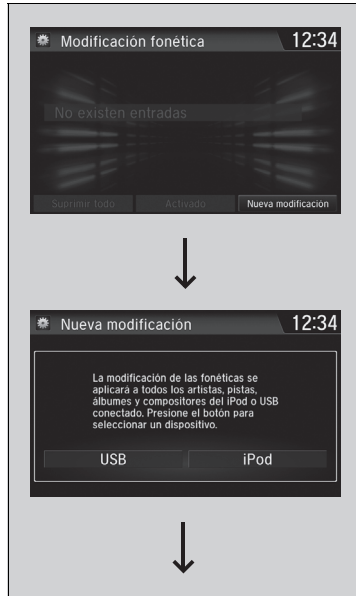 Modificación fonética 12:34
No existen entradas
Suprimir todo Activado Nueva modificación
Nueva modificación 12:34
La modificación de las fonéticas se
aplicará a todos los artistas, pistas,
álbumes y compositores del iPod o USB
conectado. Presione el botón para
seleccionar un dispositivo.
USB iPod